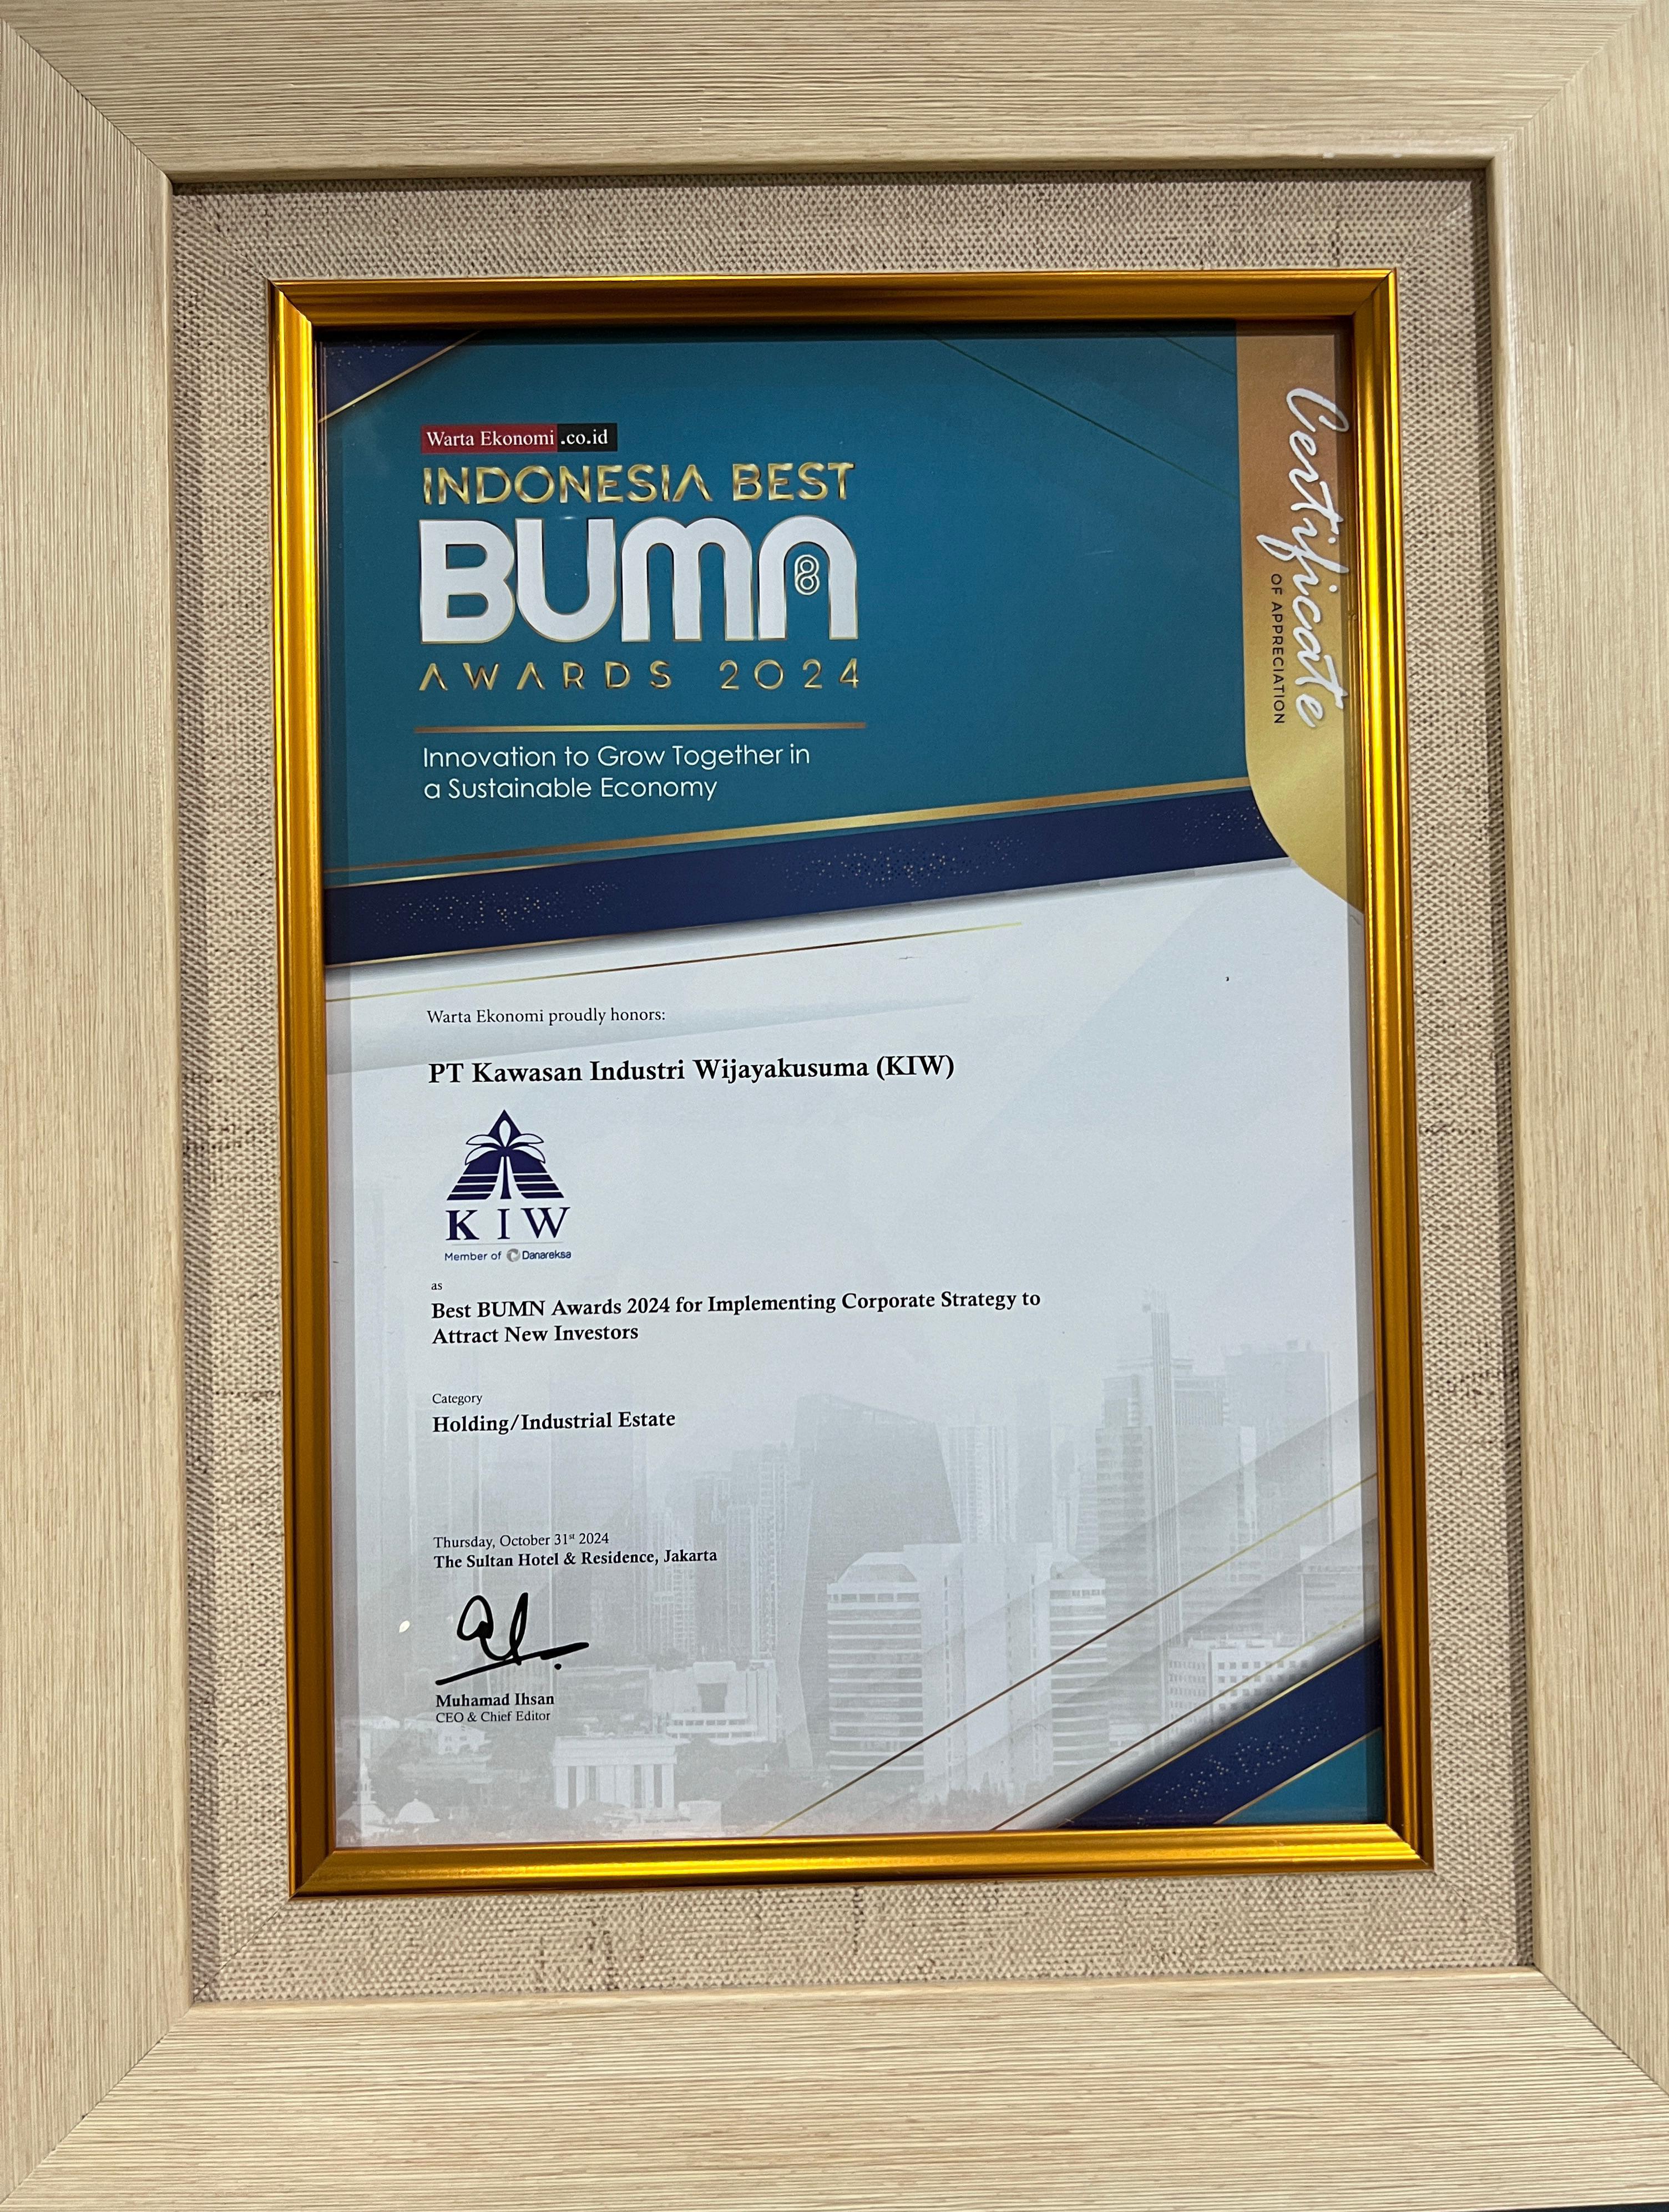 Certificate
OF APPRECIATION
Warta Ekonomi .co.id
INDONESIA BEST
BUMN
AWARDS 2024
Innovation to Grow Together in
a Sustainable Economy
Warta Ekonomi proudly honors:
PT Kawasan Industri Wijayakusuma (KIW)
KIW
Member of Danareksa
as
Best BUMN Awards 2024 for Implementing Corporate Strategy to
Attract New Investors
Category
Holding/Industrial Estate
Thursday, October 31st 2024
The Sultan Hotel & Residence, Jakarta
Muhamad Ihsan
CEO & Chief Editor